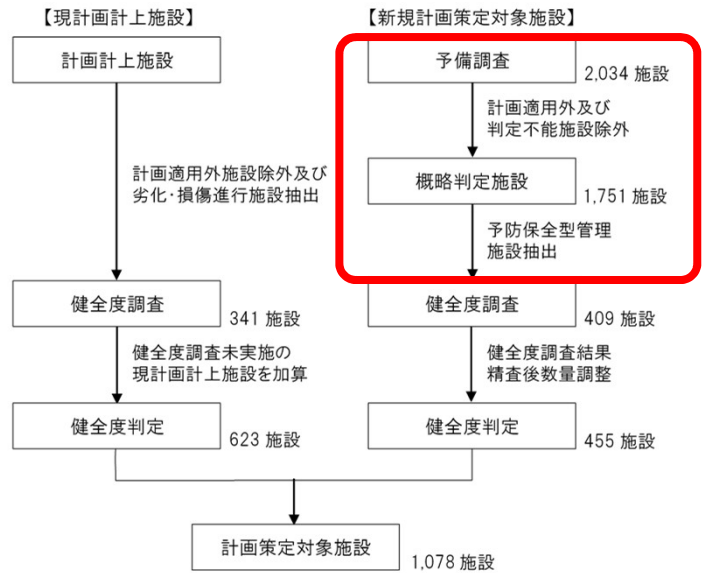 【現計画計上施設】
計画計上施設
計画適用外施設除外及び
劣化･損傷進行施設抽出
健全度調査
341 施設
健全度調査未実施の
現計画計上施設を加算
健全度判定
623 施設
【新規計画策定対象施設】
予備調査
2,034 施設
計画適用外及び
判定不能施設除外
概略判定施設
1,751 施設
予防保全型管理
施設抽出
健全度調査
409 施設
健全度調査結果
精査後数量調整
健全度判定
455 施設
計画策定対象施設
1,078 施設